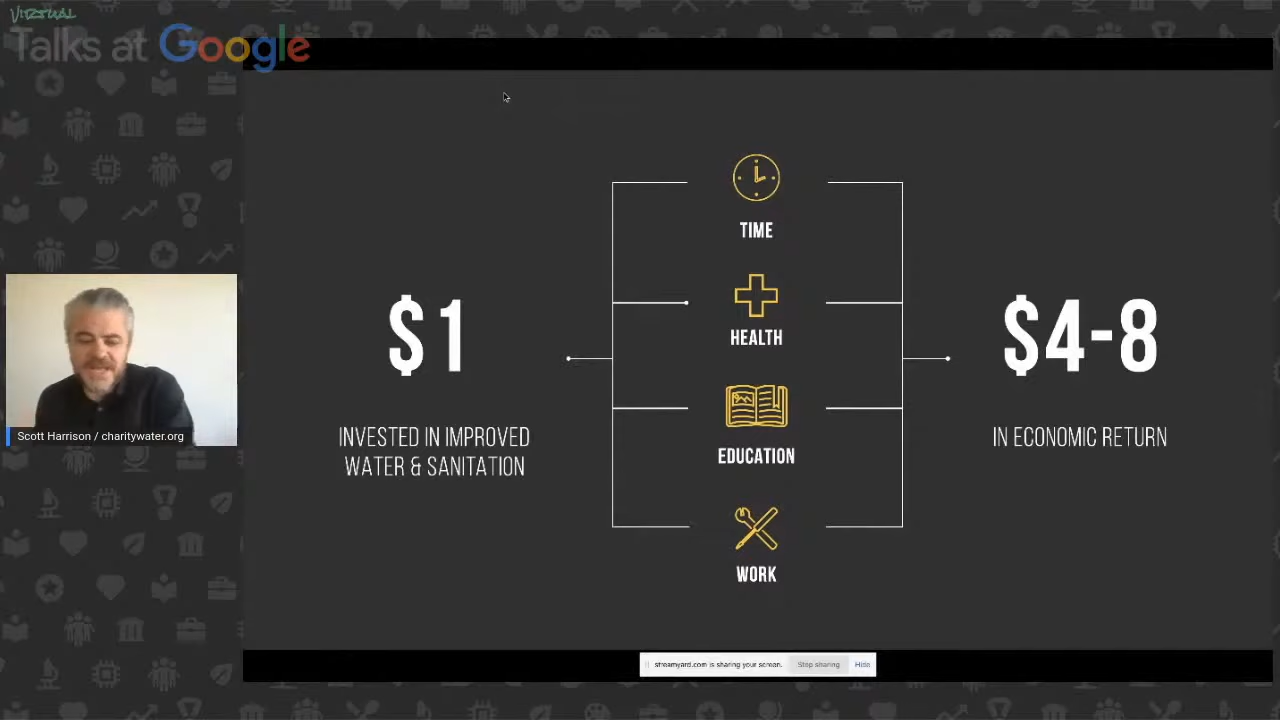 VIRTUAL
Talks at Google
TIME
HEALTH
$1
$4-8
INVESTED IN IMPROVED
WATER & SANITATION
IN ECONOMIC RETURN
EDUCATION
WORK
Scott Harrison / charitywater.org
streamyard.com is sharing your screen.
Stop sharing
Hide